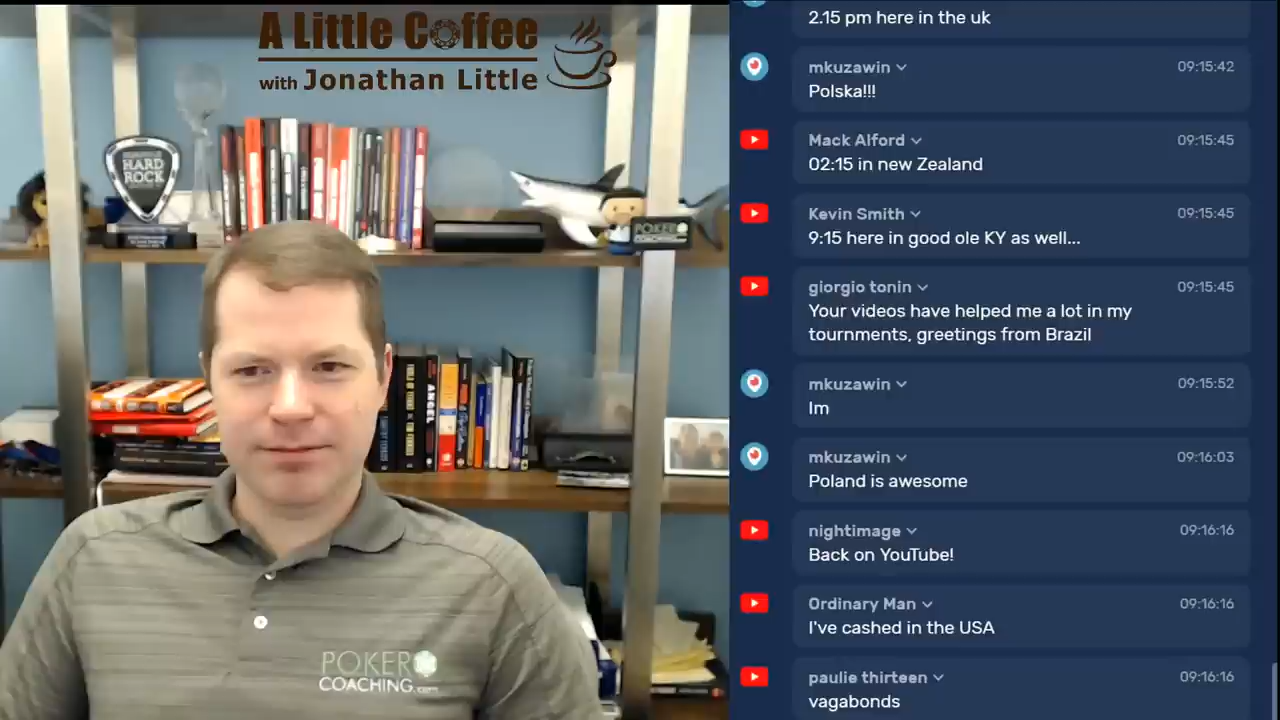 A Little Coffee
with Jonathan Little
HARD
ROCK
POKER
COACHING
ANGEL
POKER
COACHING.com
2.15 pm here in the uk
mkuzawin
09:15:42
Polska!!!
Mack Alford
09:15:45
02:15 in new Zealand
Kevin Smith
09:15:45
9:15 here in good ole KY as well...
giorgio tonin
09:15:45
Your videos have helped me a lot in my
tournments, greetings from Brazil
mkuzawin
09:15:52
Im
mkuzawin
09:16:03
Poland is awesome
nightimage
09:16:16
Back on YouTube!
Ordinary Man
09:16:16
I've cashed in the USA
paulie thirteen
09:16:16
vagabonds